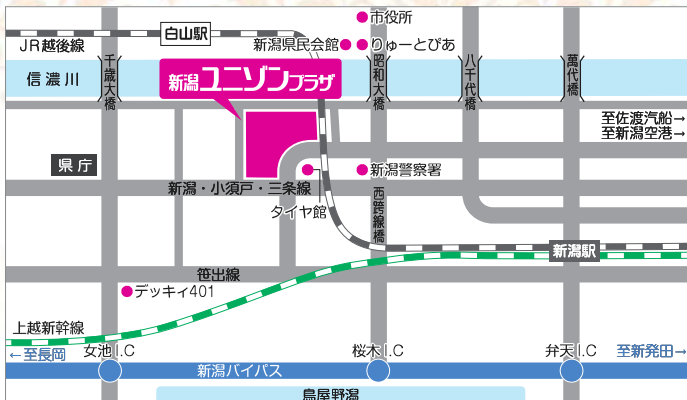 市役所
白山駅
JR越後線
新潟県民会館
りゅーとぴあ
信濃川
千歳大橋
新潟ユニゾンプラザ
昭和大橋
八千代橋
萬代橋
至佐渡汽船→
至新潟空港→
県庁
新潟警察署
新潟・小須戸・三条線
タイヤ館
西跨線橋
新潟駅
笹出線
デッキィ401
上越新幹線
←至長岡
女池I.C
桜木I.C
弁天I.C
至新発田→
新潟バイパス
鳥屋野潟